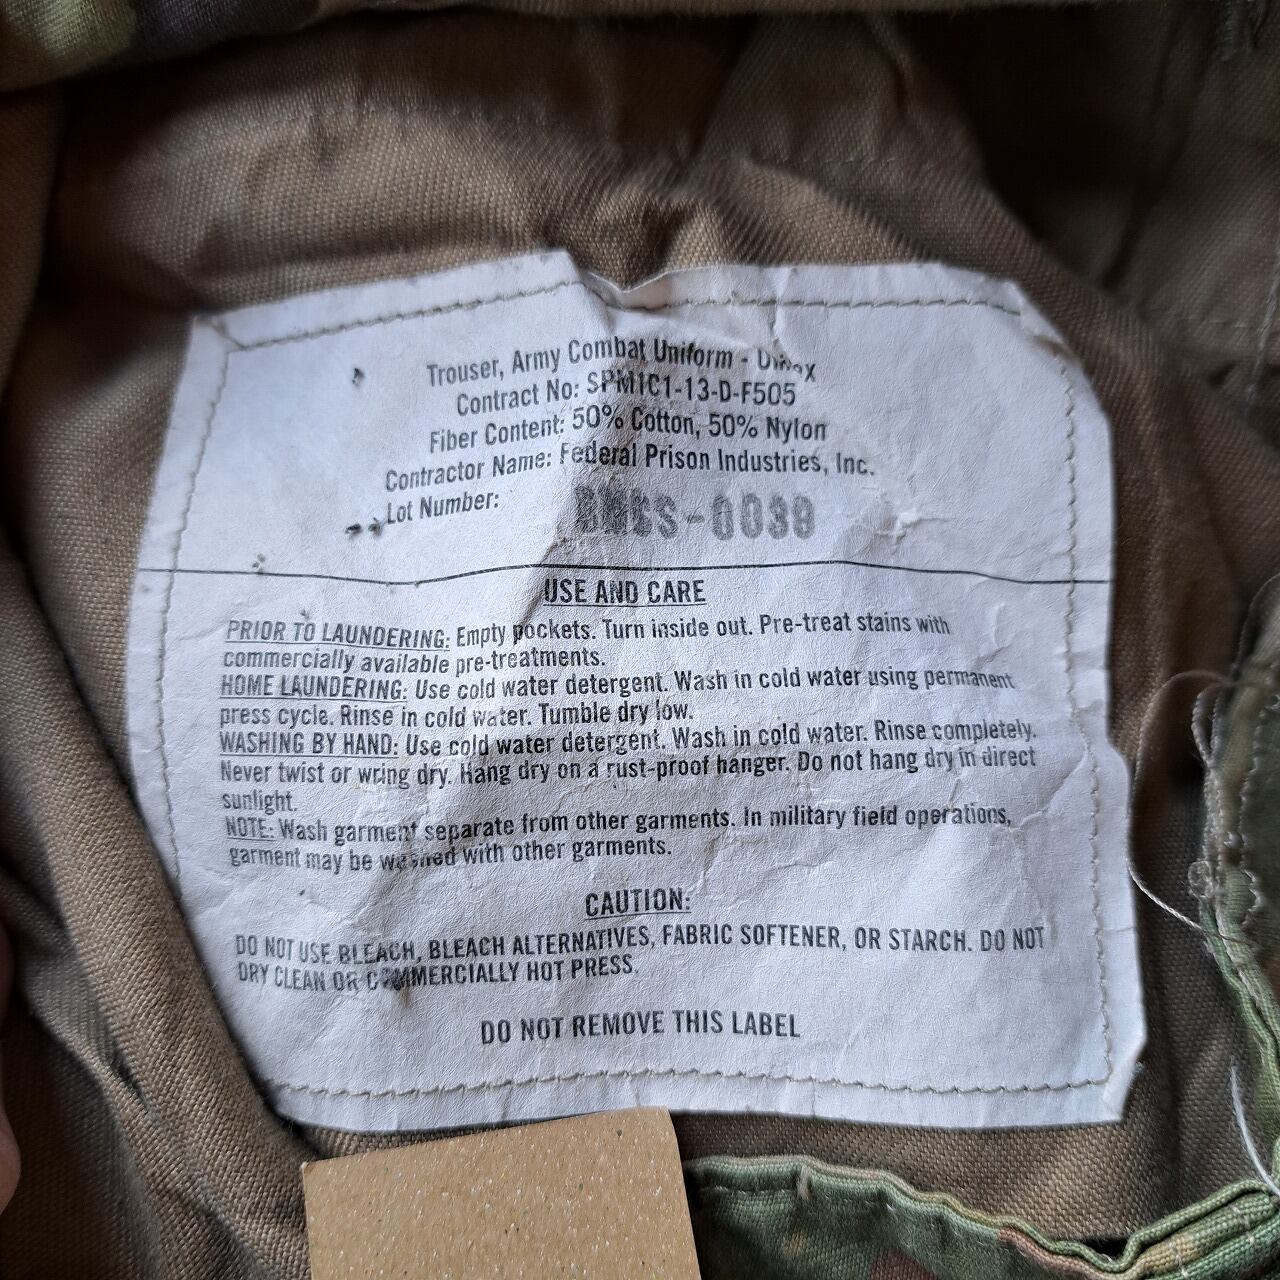 Trouser, Army Combat Uniform - Unisex
Contract No: SPM1C1-13-D-F505
Fiber Content: 50% Cotton, 50% Nylon
Contractor Name: Federal Prison Industries, Inc.
Lot Number:
USE AND CARE
PRIOR TO LAUNDERING: Empty pockets. Turn inside out. Pre-treat stains with
commercially available pre-treatments.
HOME LAUNDERING: Use cold water detergent. Wash in cold water using permanent
press cycle. Rinse in cold water. Tumble dry low.
WASHING BY HAND: Use cold water detergent. Wash in cold water. Rinse completely.
Never twist or wring dry. Hang dry on a rust-proof hanger. Do not hang dry in direct
sunlight.
NOTE: Wash garment separate from other garments. In military field operations,
garment may be washed with other garments.
CAUTION:
DO NOT USE BLEACH, BLEACH ALTERNATIVES, FABRIC SOFTENER, OR STARCH. DO NOT
DRY CLEAN OR COMMERCIALLY HOT PRESS.
DO NOT REMOVE THIS LABEL